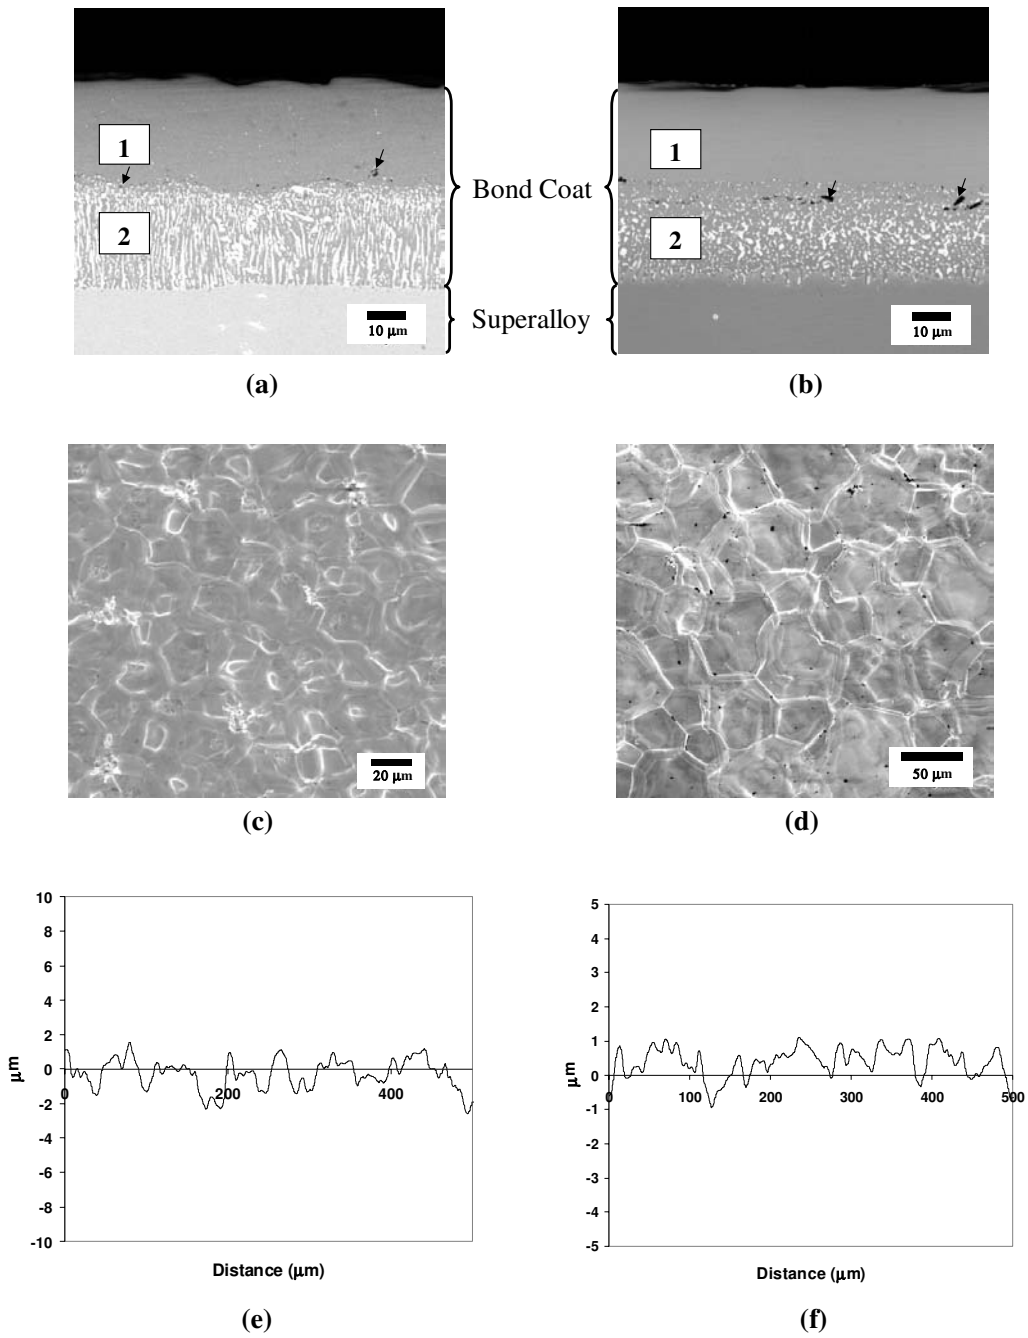 1
2
10 μm
(a)
Bond Coat
Superalloy
1
2
10 μm
(b)
20 μm
(c)
50 μm
(d)
10
8
6
4
2
0
-2
-4
-6
-8
-10
μm
0
200
400
Distance (μm)
(e)
5
4
3
2
1
0
-1
-2
-3
-4
-5
μm
0
100
200
300
400
500
Distance (μm)
(f)